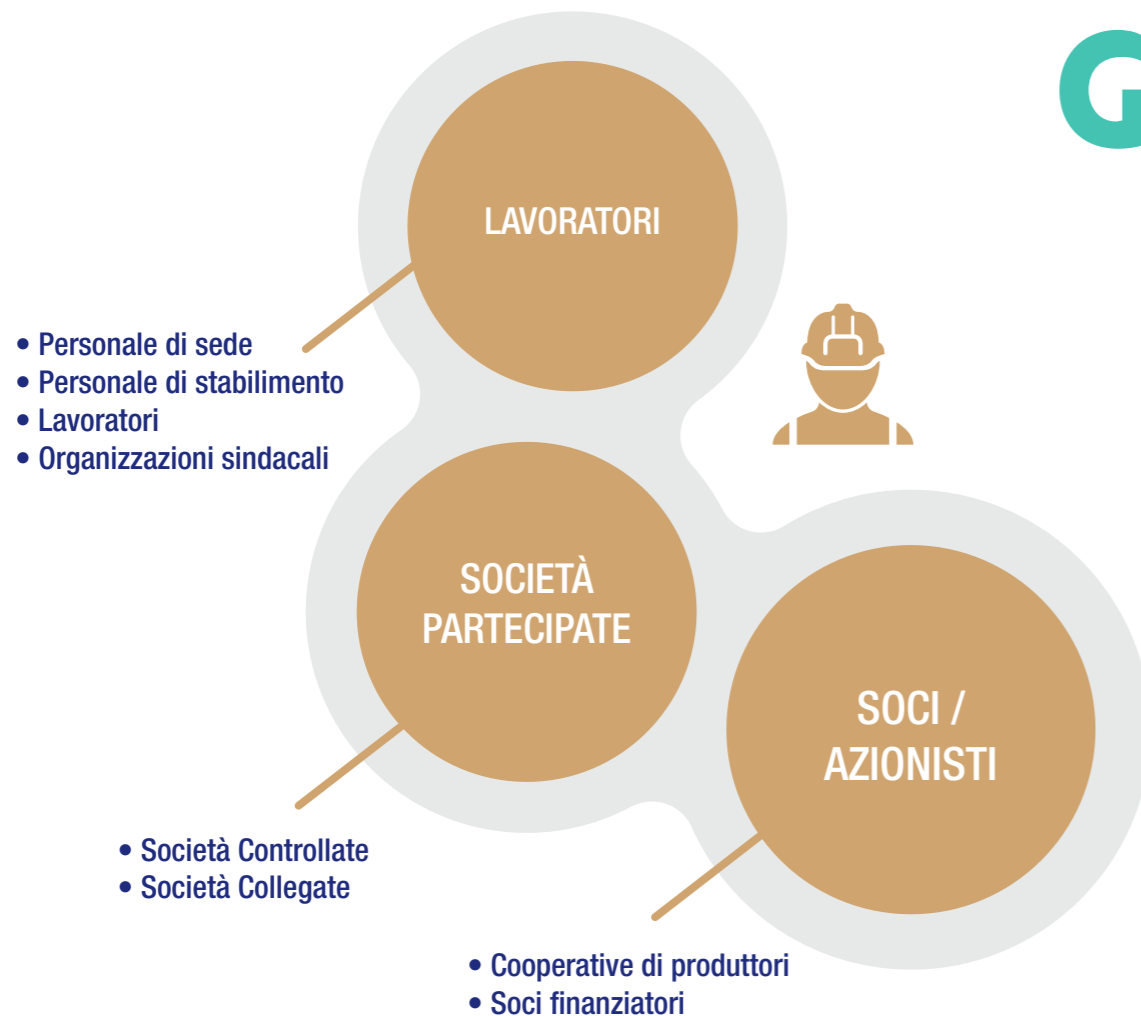 G
LAVORATORI
• Personale di sede
• Personale di stabilimento
• Lavoratori
• Organizzazioni sindacali
SOCIETÀ
PARTECIPATE
• Società Controllate
• Società Collegate
SOCI /
AZIONISTI
• Cooperative di produttori
• Soci finanziatori